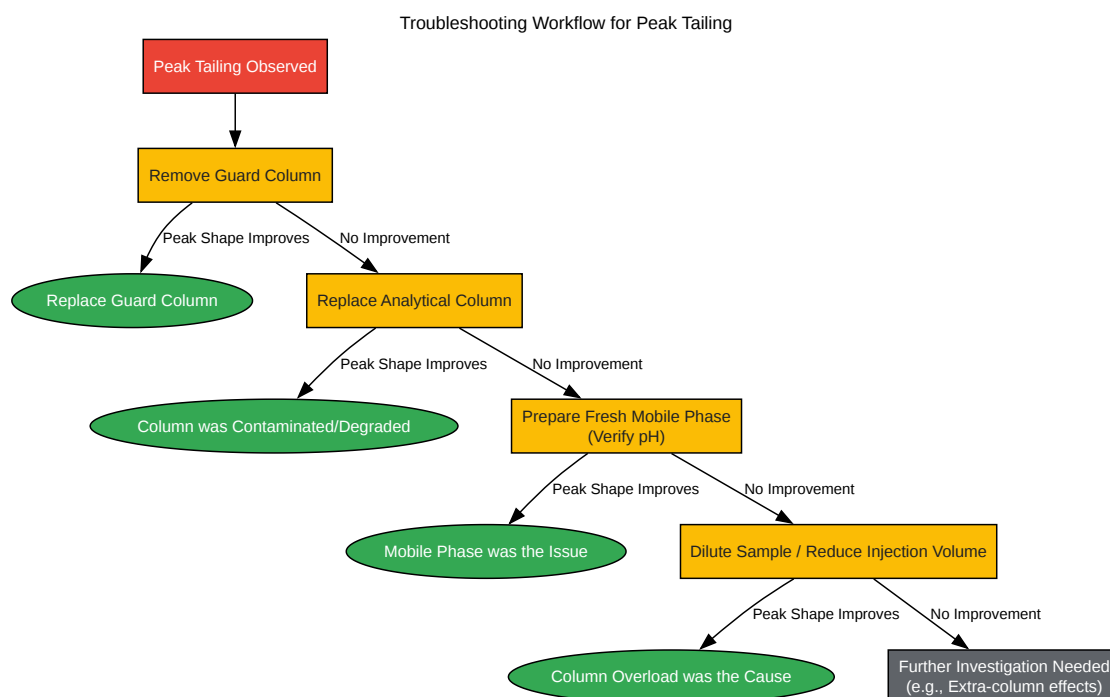 Troubleshooting Workflow for Peak Tailing
Peak Tailing Observed
Remove Guard Column
Peak Shape Improves
No Improvement
Replace Guard Column
Replace Analytical Column
Peak Shape Improves
No Improvement
Column was Contaminated/Degraded
Prepare Fresh Mobile Phase
(Verify pH)
Peak Shape Improves
No Improvement
Mobile Phase was the Issue
Dilute Sample / Reduce Injection Volume
Peak Shape Improves
No Improvement
Column Overload was the Cause
Further Investigation Needed
(e.g., Extra-column effects)